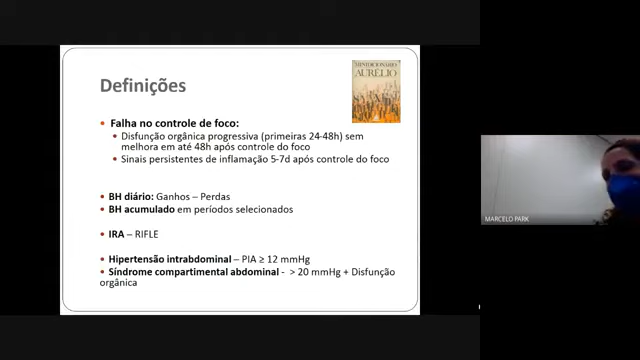 Definições
MINIDICIONÁRIO
AURÉLIO
• Falha no controle de foco:
• Disfunção orgânica progressiva (primeiras 24-48h) sem
melhora em até 48h após controle do foco
• Sinais persistentes de inflamação 5-7d após controle do foco
• BH diário: Ganhos – Perdas
• BH acumulado em períodos selecionados
• IRA – RIFLE
• Hipertensão intrabdominal – PIA ≥ 12 mmHg
• Síndrome compartimental abdominal - > 20 mmHg + Disfunção
orgânica
MARCELO PARK